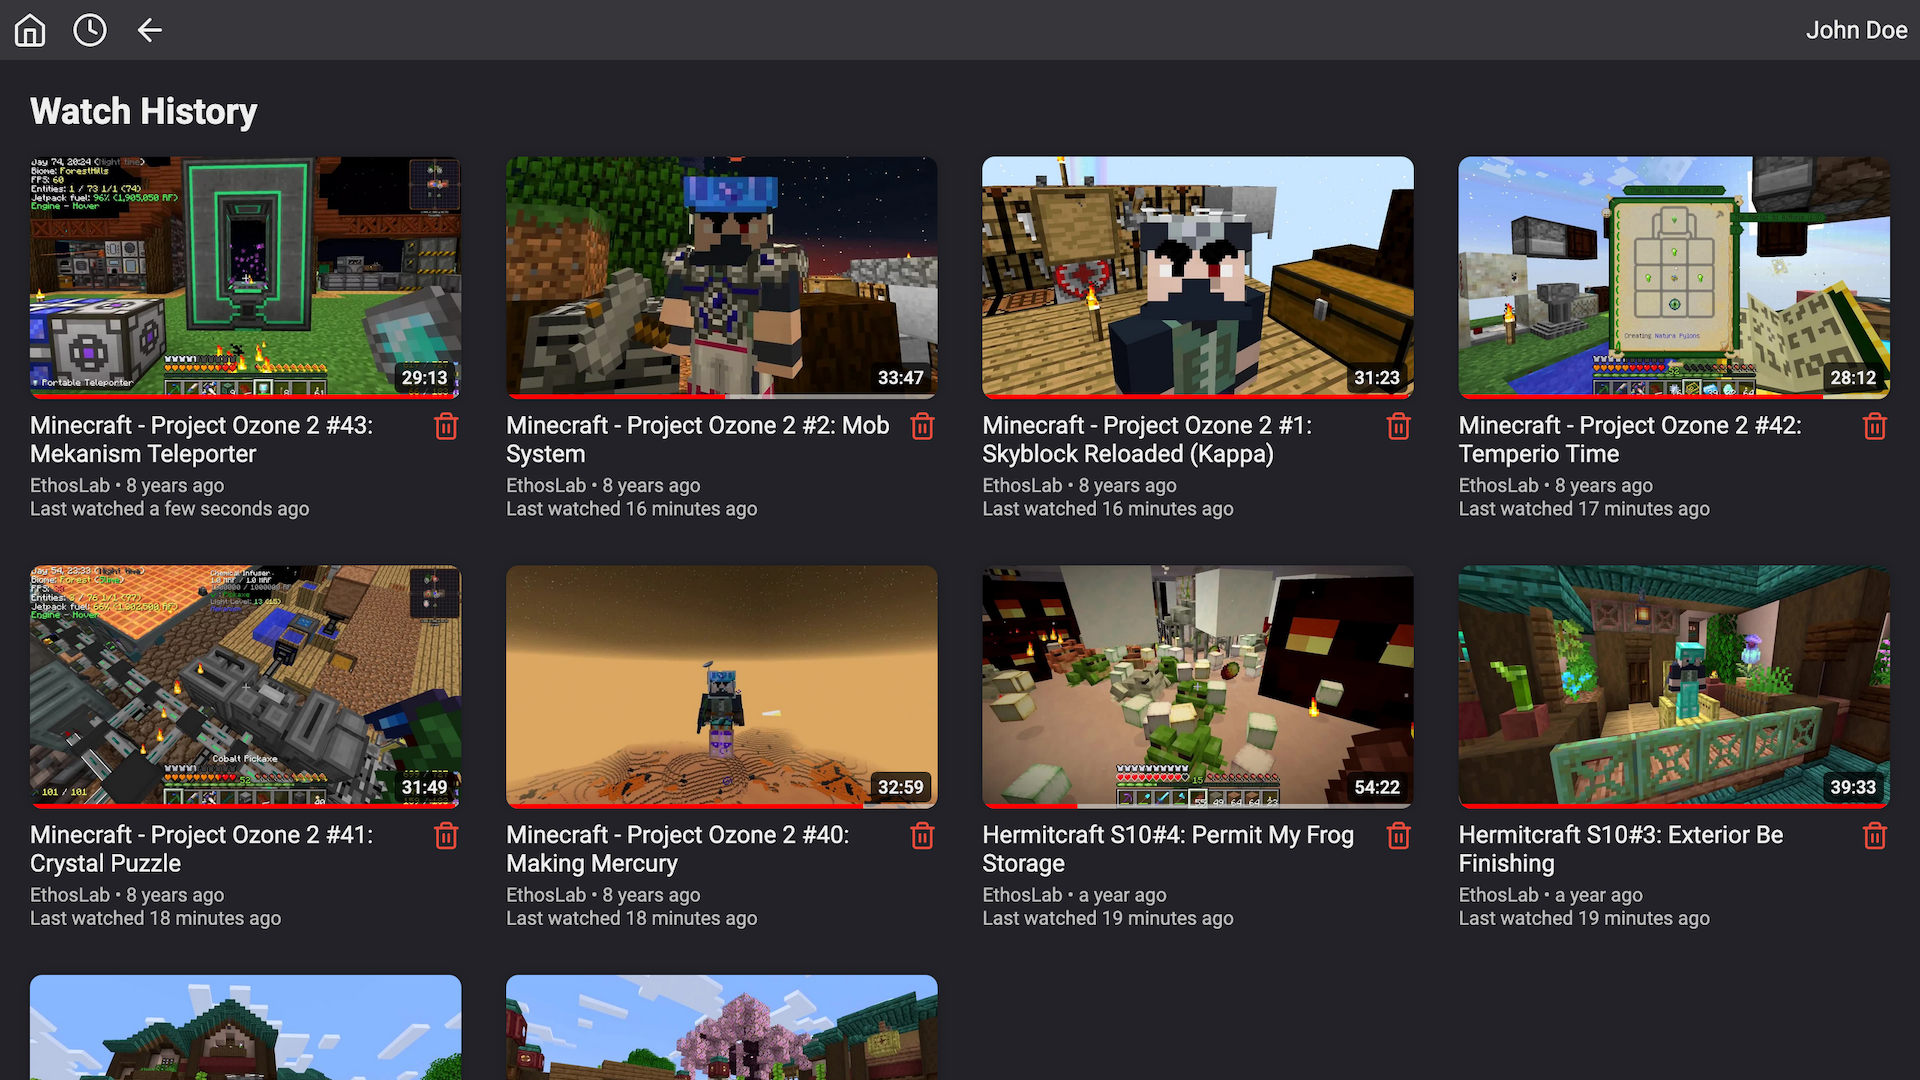 John Doe
Watch History
Day 74, 20:24 (Night time)
Biome: ForestHills
FPS: 60
Entities: 1 / 73 1/1 (74)
Jetpack fuel: 96% (1,905,050 RF)
Engine - Hover
Portable Teleporter
29:13
33:47
31:23
Creating Natura Pylons
28:12
Minecraft - Project Ozone 2 #43:
Mekanism Teleporter
EthosLab • 8 years ago
Last watched a few seconds ago
Minecraft - Project Ozone 2 #2: Mob
System
EthosLab • 8 years ago
Last watched 16 minutes ago
Minecraft - Project Ozone 2 #1:
Skyblock Reloaded (Kappa)
EthosLab • 8 years ago
Last watched 16 minutes ago
Minecraft - Project Ozone 2 #42:
Temperio Time
EthosLab • 8 years ago
Last watched 17 minutes ago
Day 54, 23:33 (Night time)
Biome: Forest (Slime)
FPS:
Entities: 3 / 76 1/1 (77)
Jetpack fuel: 66% (1,302,500 RF)
Engine - Hover
Chemical Infuser
Cobalt Pickaxe
52
101 / 101
31:49
32:59
15
54:22
39:33
Minecraft - Project Ozone 2 #41:
Crystal Puzzle
EthosLab • 8 years ago
Last watched 18 minutes ago
Minecraft - Project Ozone 2 #40:
Making Mercury
EthosLab • 8 years ago
Last watched 18 minutes ago
Hermitcraft S10#4: Permit My Frog
Storage
EthosLab • a year ago
Last watched 19 minutes ago
Hermitcraft S10#3: Exterior Be
Finishing
EthosLab • a year ago
Last watched 19 minutes ago